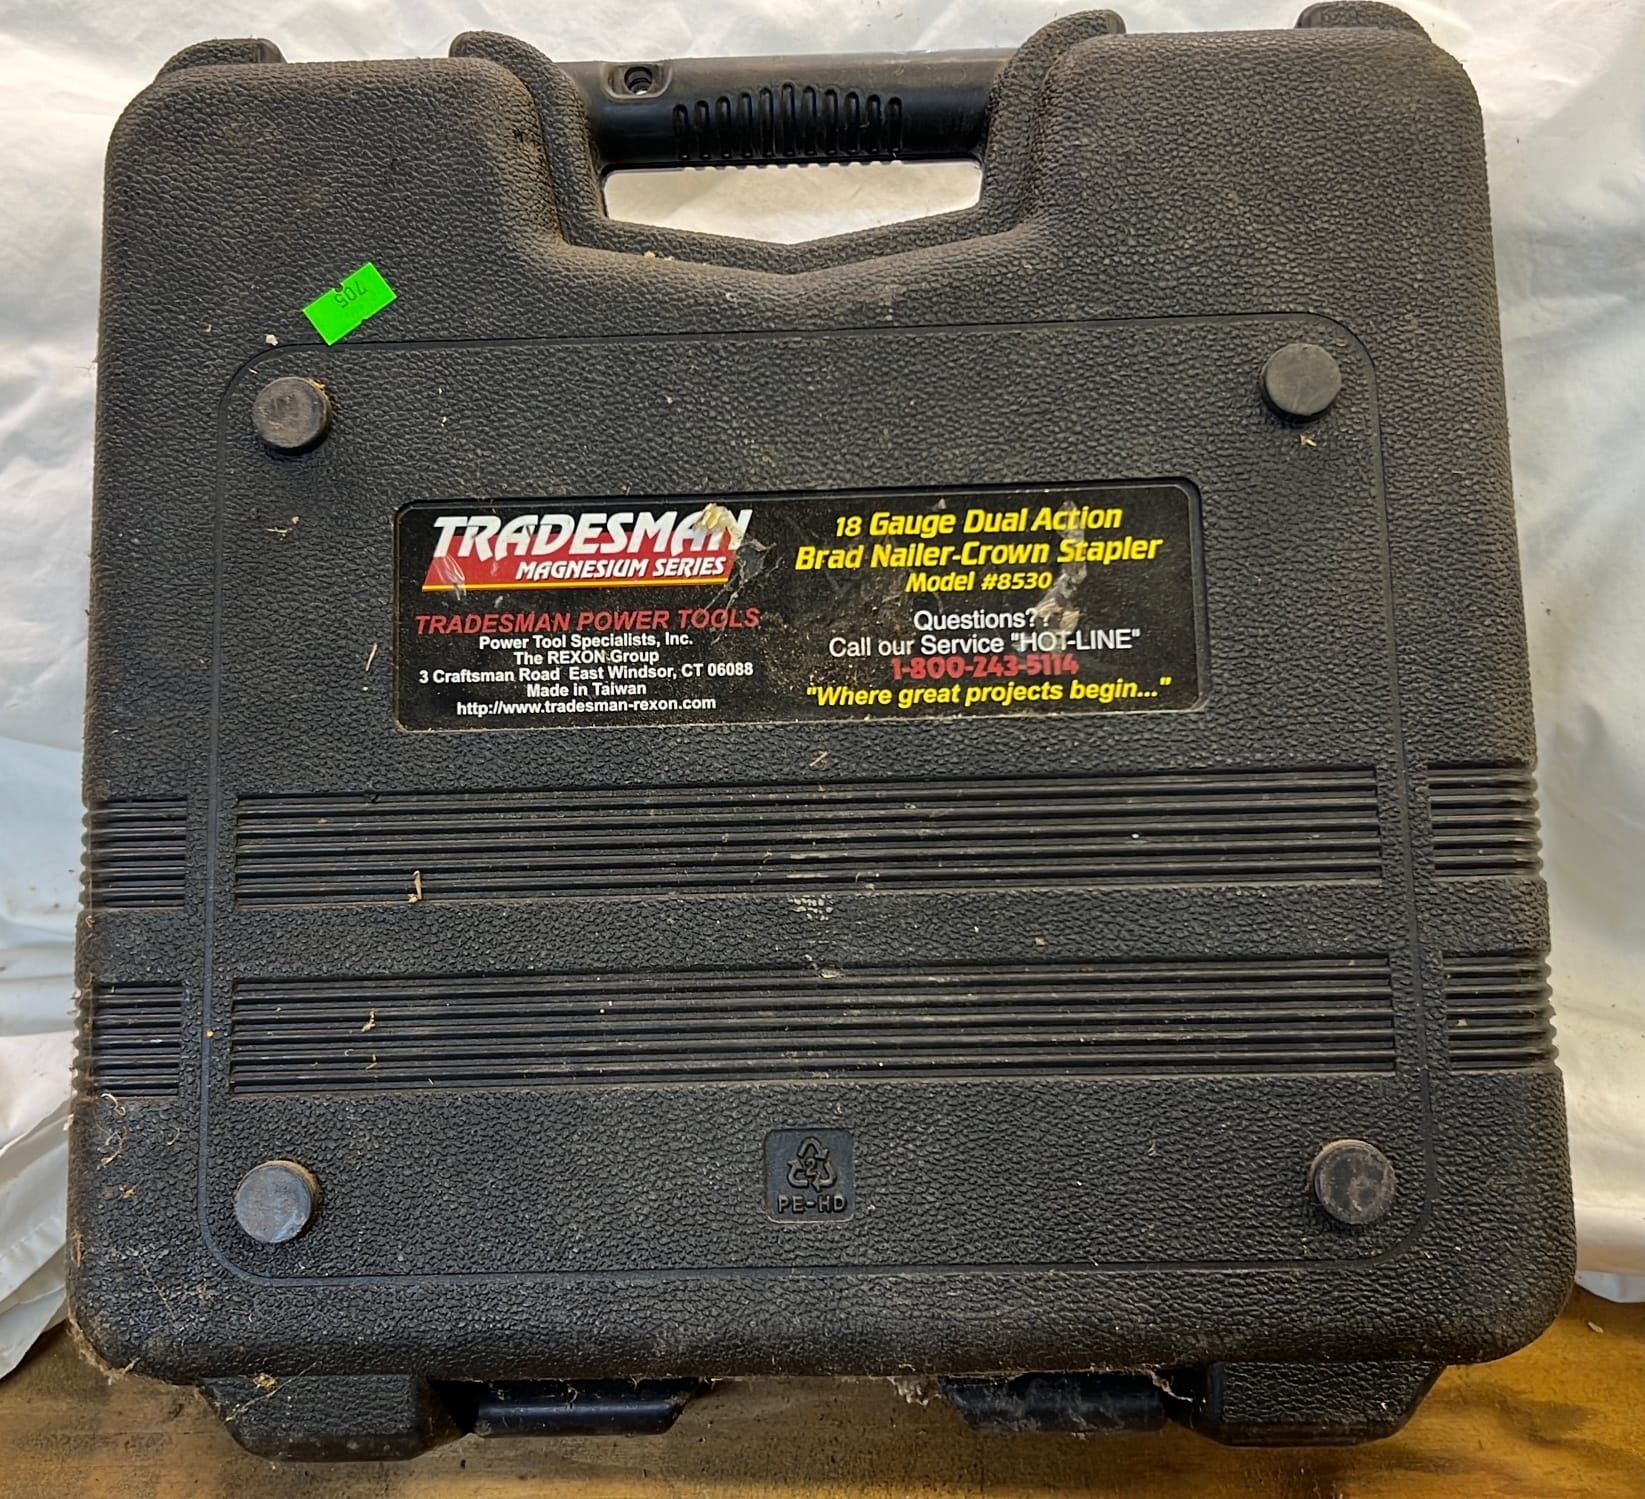 705
TRADESMAN
MAGNESIUM SERIES
TRADESMAN POWER TOOLS
Power Tool Specialists, Inc.
The REXON Group
3 Craftsman Road East Windsor, CT 06088
Made in Taiwan
http://www.tradesman-rexon.com
18 Gauge Dual Action
Brad Nailer-Crown Stapler
Model #8530
Questions??
Call our Service "HOT-LINE"
1-800-243-5114
"Where great projects begin..."
2
PE-HD